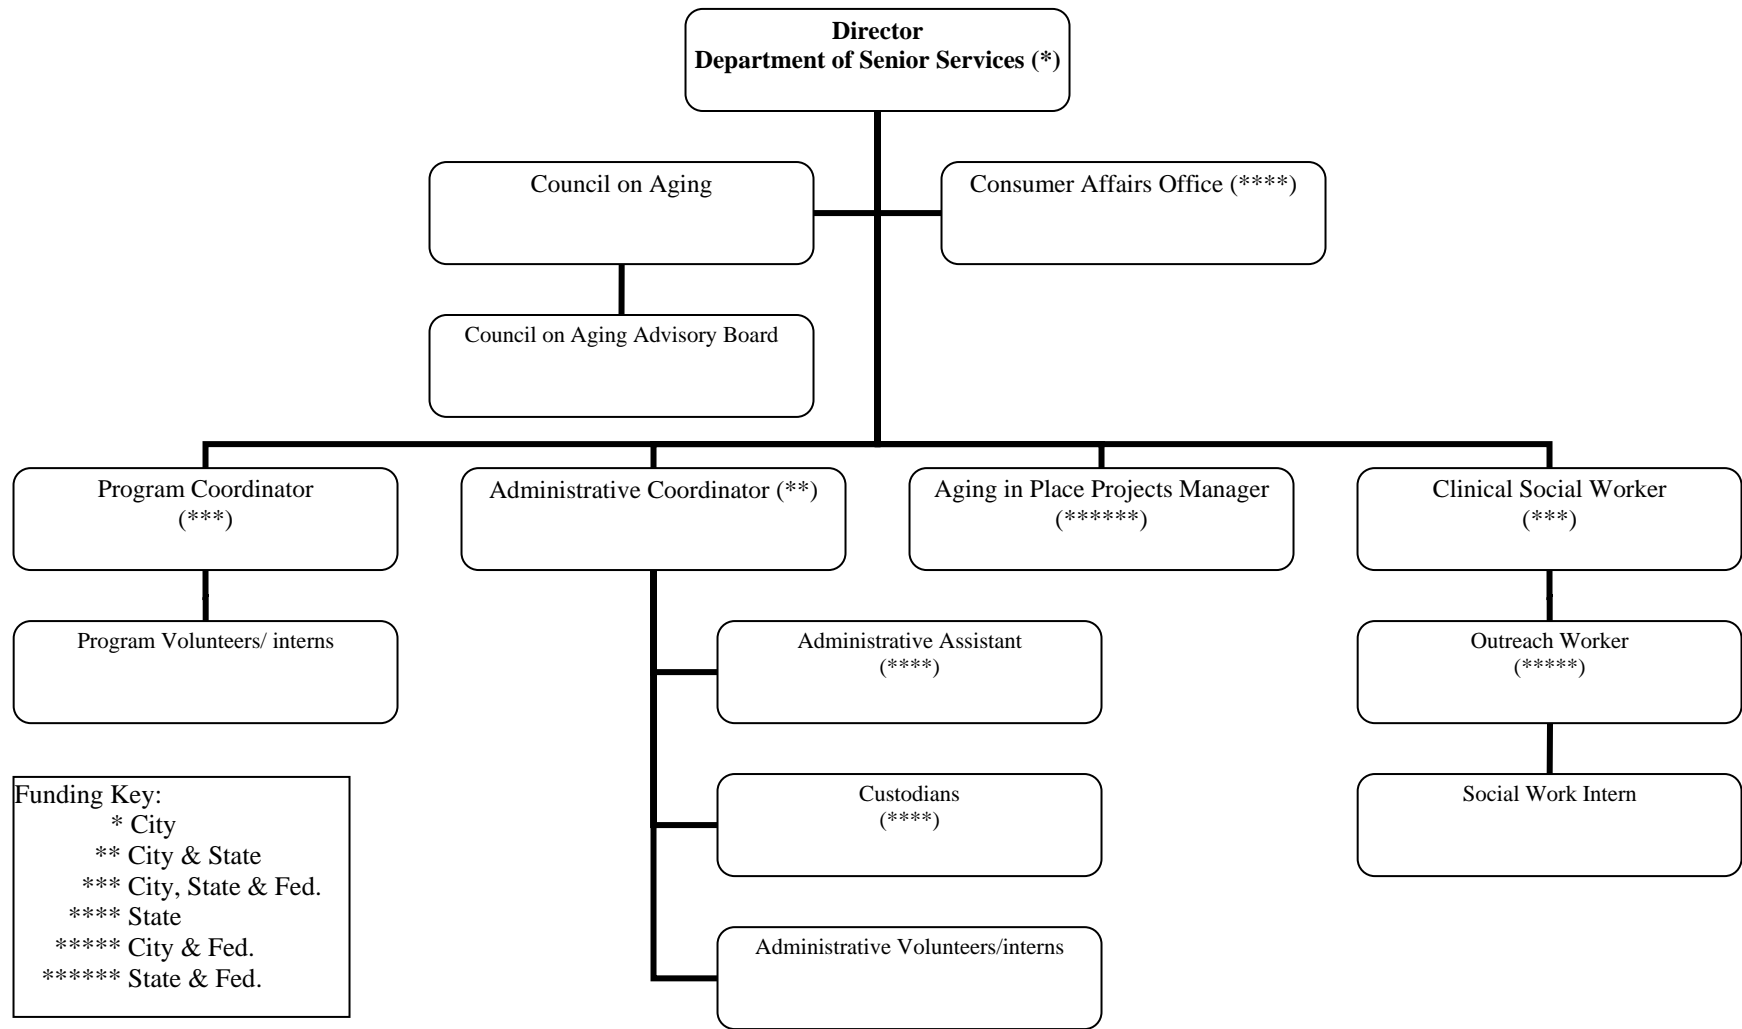 Director
Department of Senior Services (*)
Council on Aging
Consumer Affairs Office (****)
Council on Aging Advisory Board
Program Coordinator
(***)
Administrative Coordinator (**)
Aging in Place Projects Manager
(******)
Clinical Social Worker
(***)
Program Volunteers/ interns
Administrative Assistant
(****)
Outreach Worker
(*****)
Custodians
(****)
Social Work Intern
Administrative Volunteers/interns
Funding Key:
* City
** City & State
*** City, State & Fed.
**** State
***** City & Fed.
****** State & Fed.